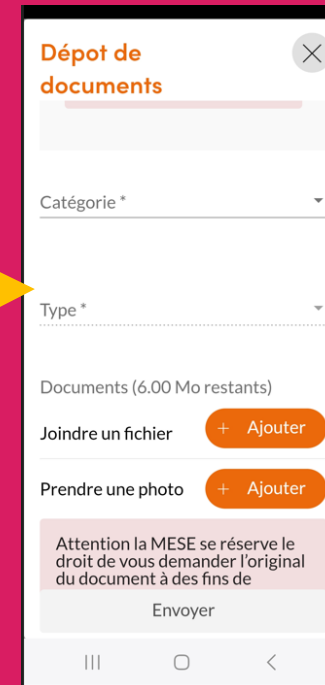 Dépot de
documents
Catégorie *
Type *
Documents (6.00 Mo restants)
Joindre un fichier + Ajouter
Prendre une photo + Ajouter
Attention la MESE se réserve le
droit de vous demander l'original
du document à des fins de
Envoyer